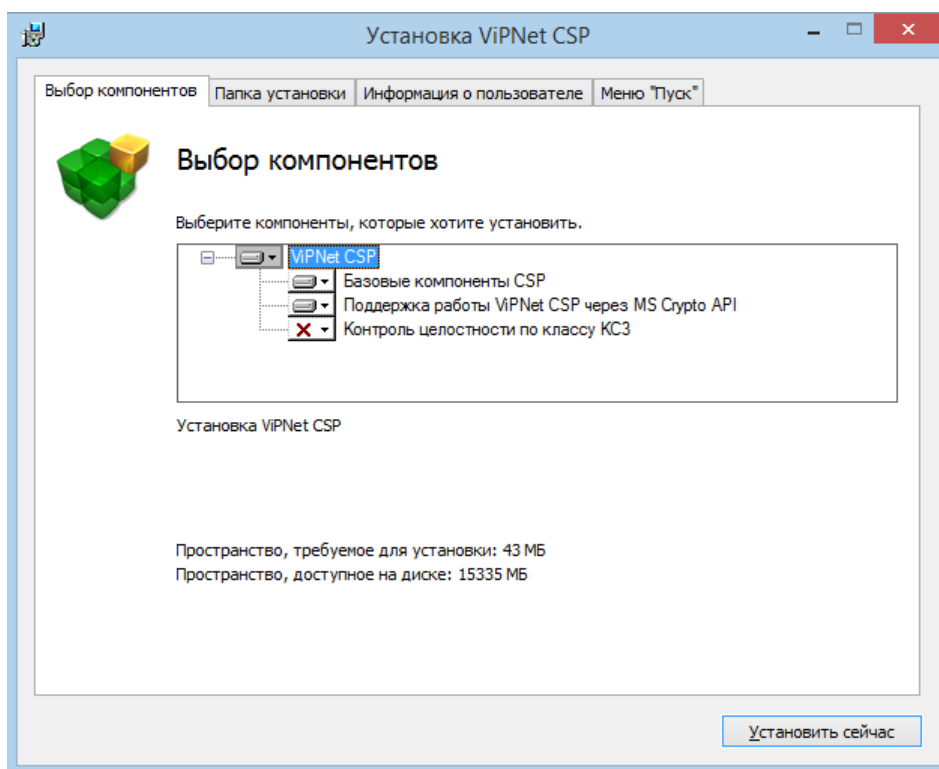 Установка ViPNet CSP
Выбор компонентов Папка установки Информация о пользователе Меню "Пуск"
Выбор компонентов
Выберите компоненты, которые хотите установить.
ViPNet CSP
Базовые компоненты CSP
Поддержка работы ViPNet CSP через MS Crypto API
Контроль целостности по классу КС3
Установка ViPNet CSP
Пространство, требуемое для установки: 43 МБ
Пространство, доступное на диске: 15335 МБ
Установить сейчас